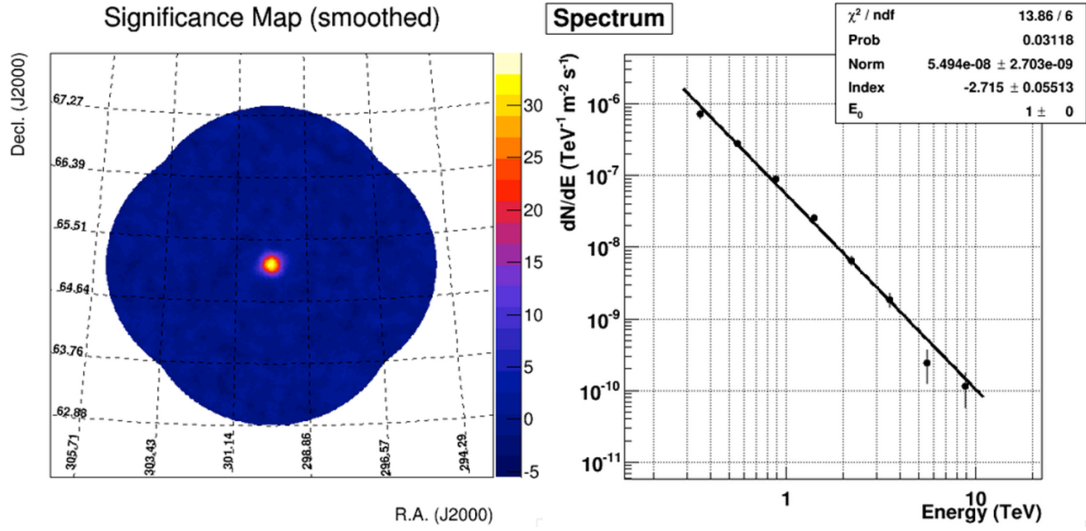 Significance Map (smoothed)
Decl. (J2000)
67.27
66.39
65.51
64.64
63.76
62.88
305.71
303.43
301.14
298.86
296.57
294.29
R.A. (J2000)
30
25
20
15
10
5
0
-5
Spectrum
χ² / ndf 13.86 / 6
Prob 0.03118
Norm 5.494e-08 ± 2.703e-09
Index -2.715 ± 0.05513
E₀ 1 ± 0
dN/dE (TeV⁻¹ m⁻² s⁻¹)
10⁻⁶
10⁻⁷
10⁻⁸
10⁻⁹
10⁻¹⁰
10⁻¹¹
1
10
Energy (TeV)